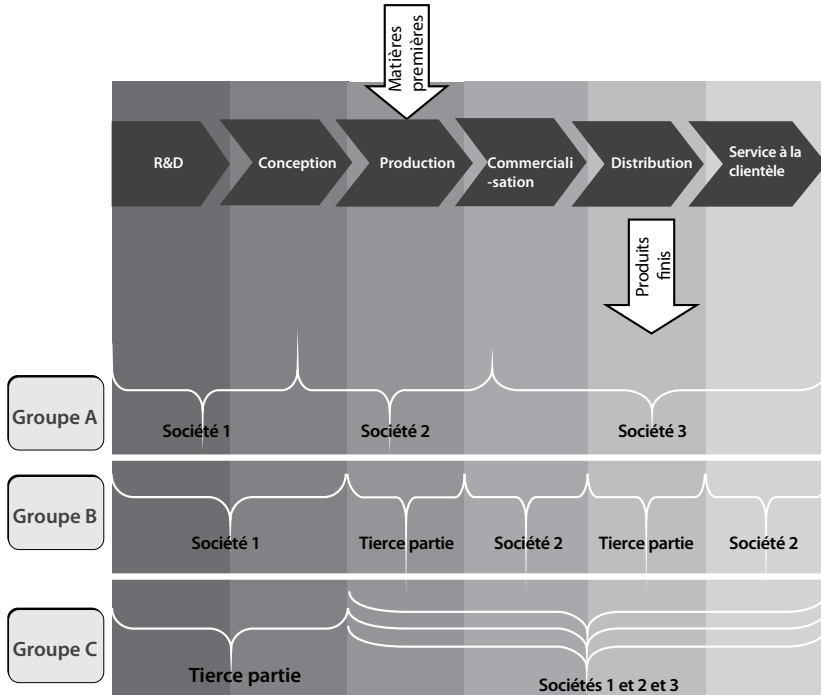 Matières
premières
R&D
Conception
Production
Commerciali
-sation
Distribution
Service à la
clientèle
Produits
finis
Groupe A
Société 1
Société 2
Société 3
Groupe B
Société 1
Tierce partie
Société 2
Tierce partie
Société 2
Groupe C
Tierce partie
Sociétés 1 et 2 et 3